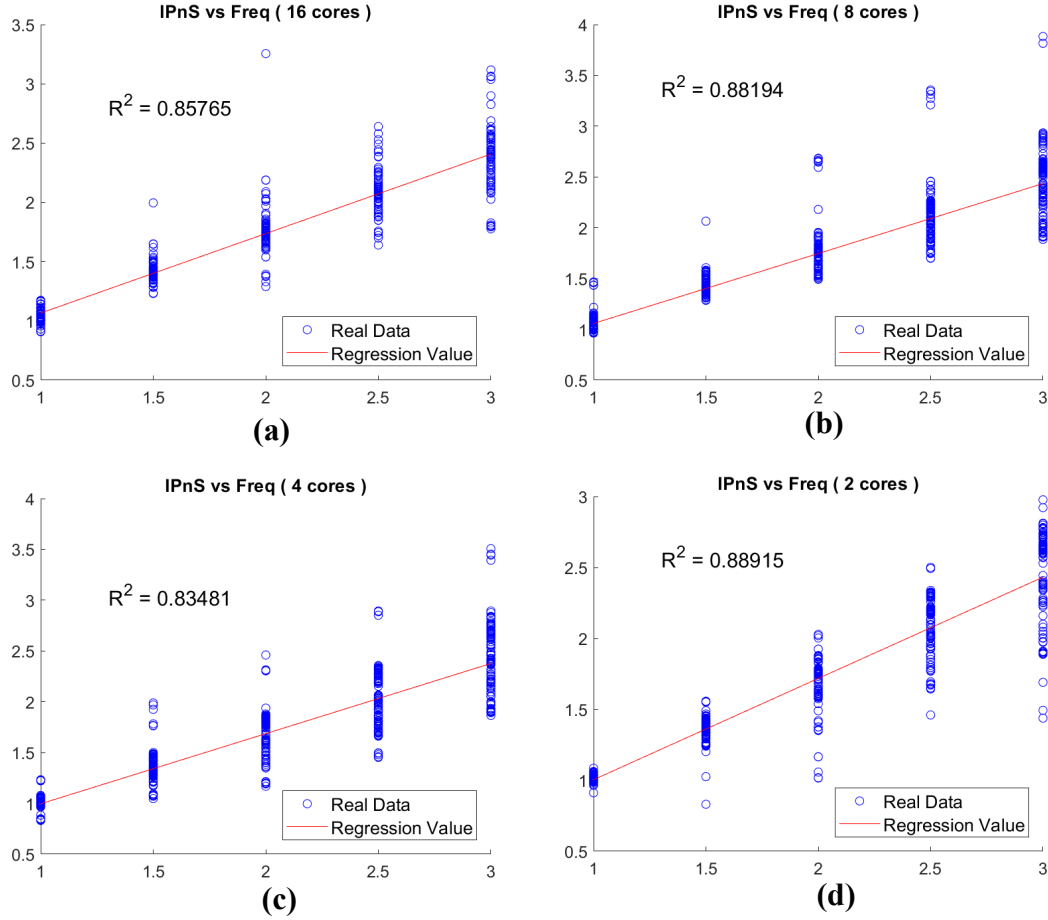 IPnS vs Freq ( 16 cores )
3.5
3
2.5
2
1.5
1
0.5
R2 = 0.85765
Real Data
Regression Value
1 1.5 2 2.5 3
(a)
IPnS vs Freq ( 8 cores )
4
3.5
3
2.5
2
1.5
1
0.5
R2 = 0.88194
Real Data
Regression Value
1 1.5 2 2.5 3
(b)
IPnS vs Freq ( 4 cores )
4
3.5
3
2.5
2
1.5
1
0.5
R2 = 0.83481
Real Data
Regression Value
1 1.5 2 2.5 3
(c)
IPnS vs Freq ( 2 cores )
3
2.5
2
1.5
1
0.5
R2 = 0.88915
Real Data
Regression Value
1 1.5 2 2.5 3
(d)